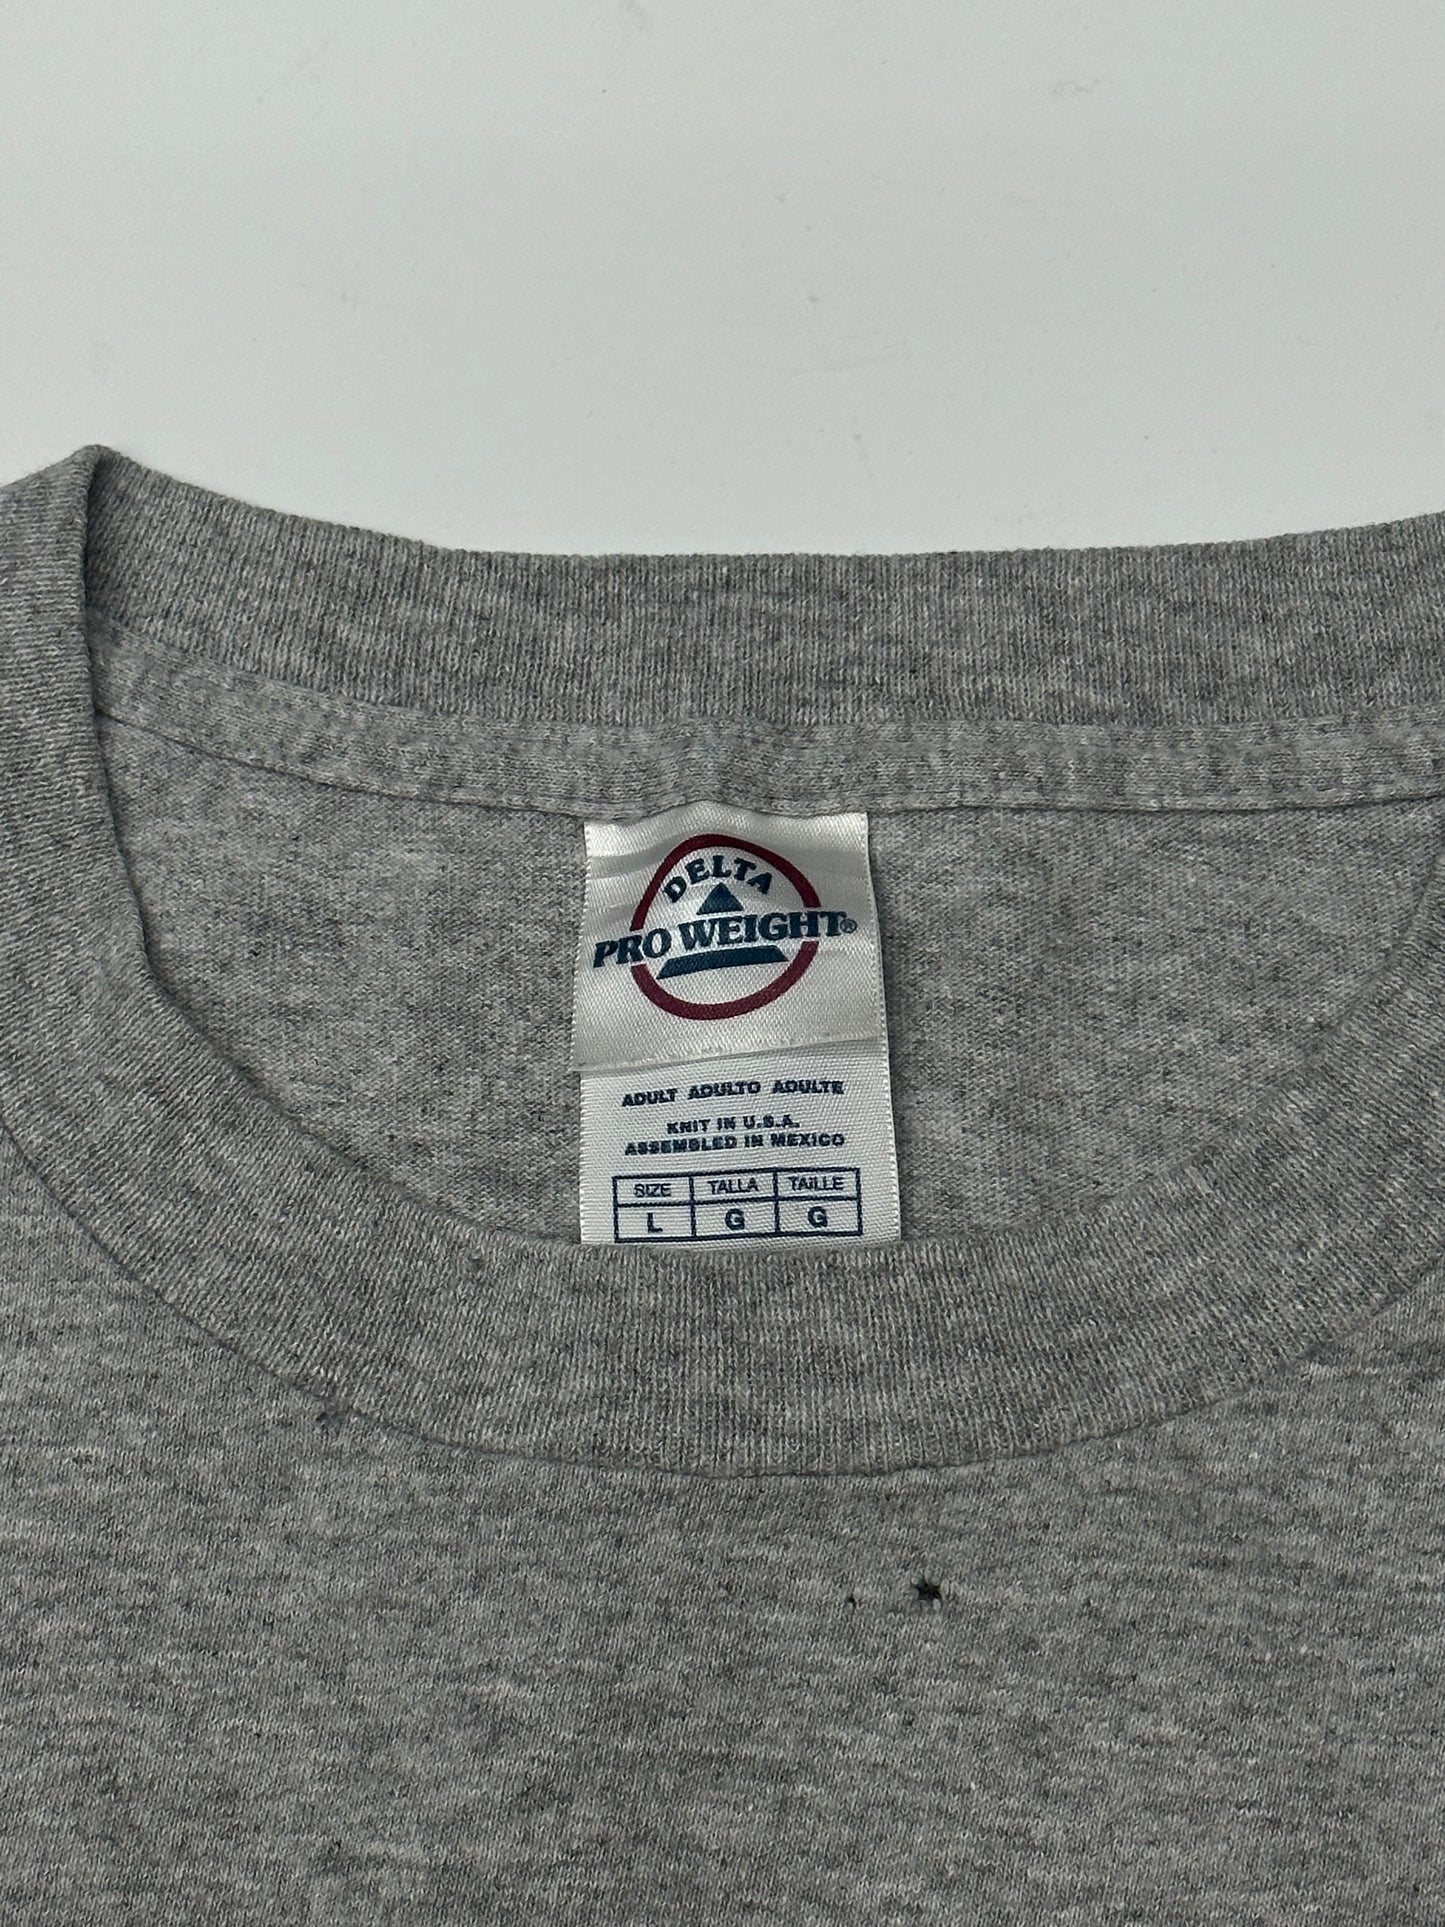 DELTA
PRO WEIGHT®
ADULT ADULTO ADULTE
KNIT IN U.S.A.
ASSEMBLED IN MEXICO
SIZE TALLA TAILLE
L G G